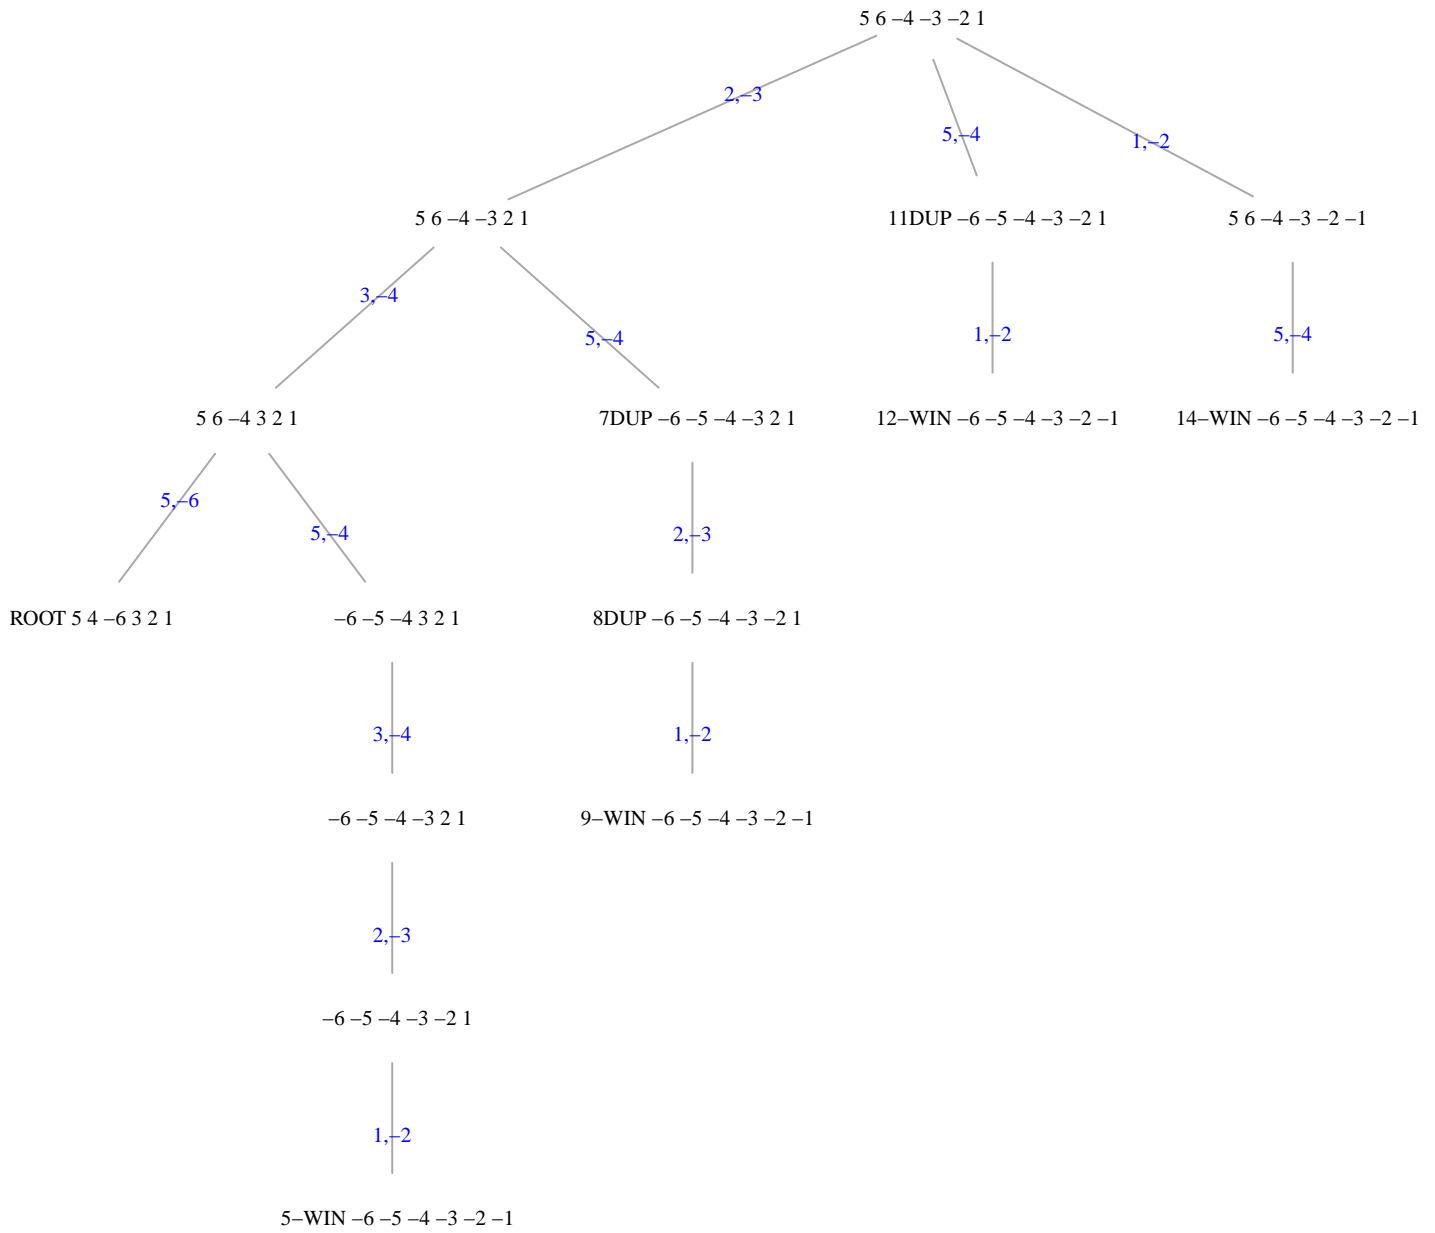 5 6 –4 –3 –2 1
2,–3
5,–4
1,–2
5 6 –4 –3 2 1
11DUP –6 –5 –4 –3 –2 1
5 6 –4 –3 –2 –1
3,–4
5,–4
1,–2
5,–4
5 6 –4 3 2 1
7DUP –6 –5 –4 –3 2 1
12–WIN –6 –5 –4 –3 –2 –1
14–WIN –6 –5 –4 –3 –2 –1
5,–6
5,–4
2,–3
ROOT 5 4 –6 3 2 1
–6 –5 –4 3 2 1
8DUP –6 –5 –4 –3 –2 1
3,–4
1,–2
–6 –5 –4 –3 2 1
9–WIN –6 –5 –4 –3 –2 –1
2,–3
–6 –5 –4 –3 –2 1
1,–2
5–WIN –6 –5 –4 –3 –2 –1